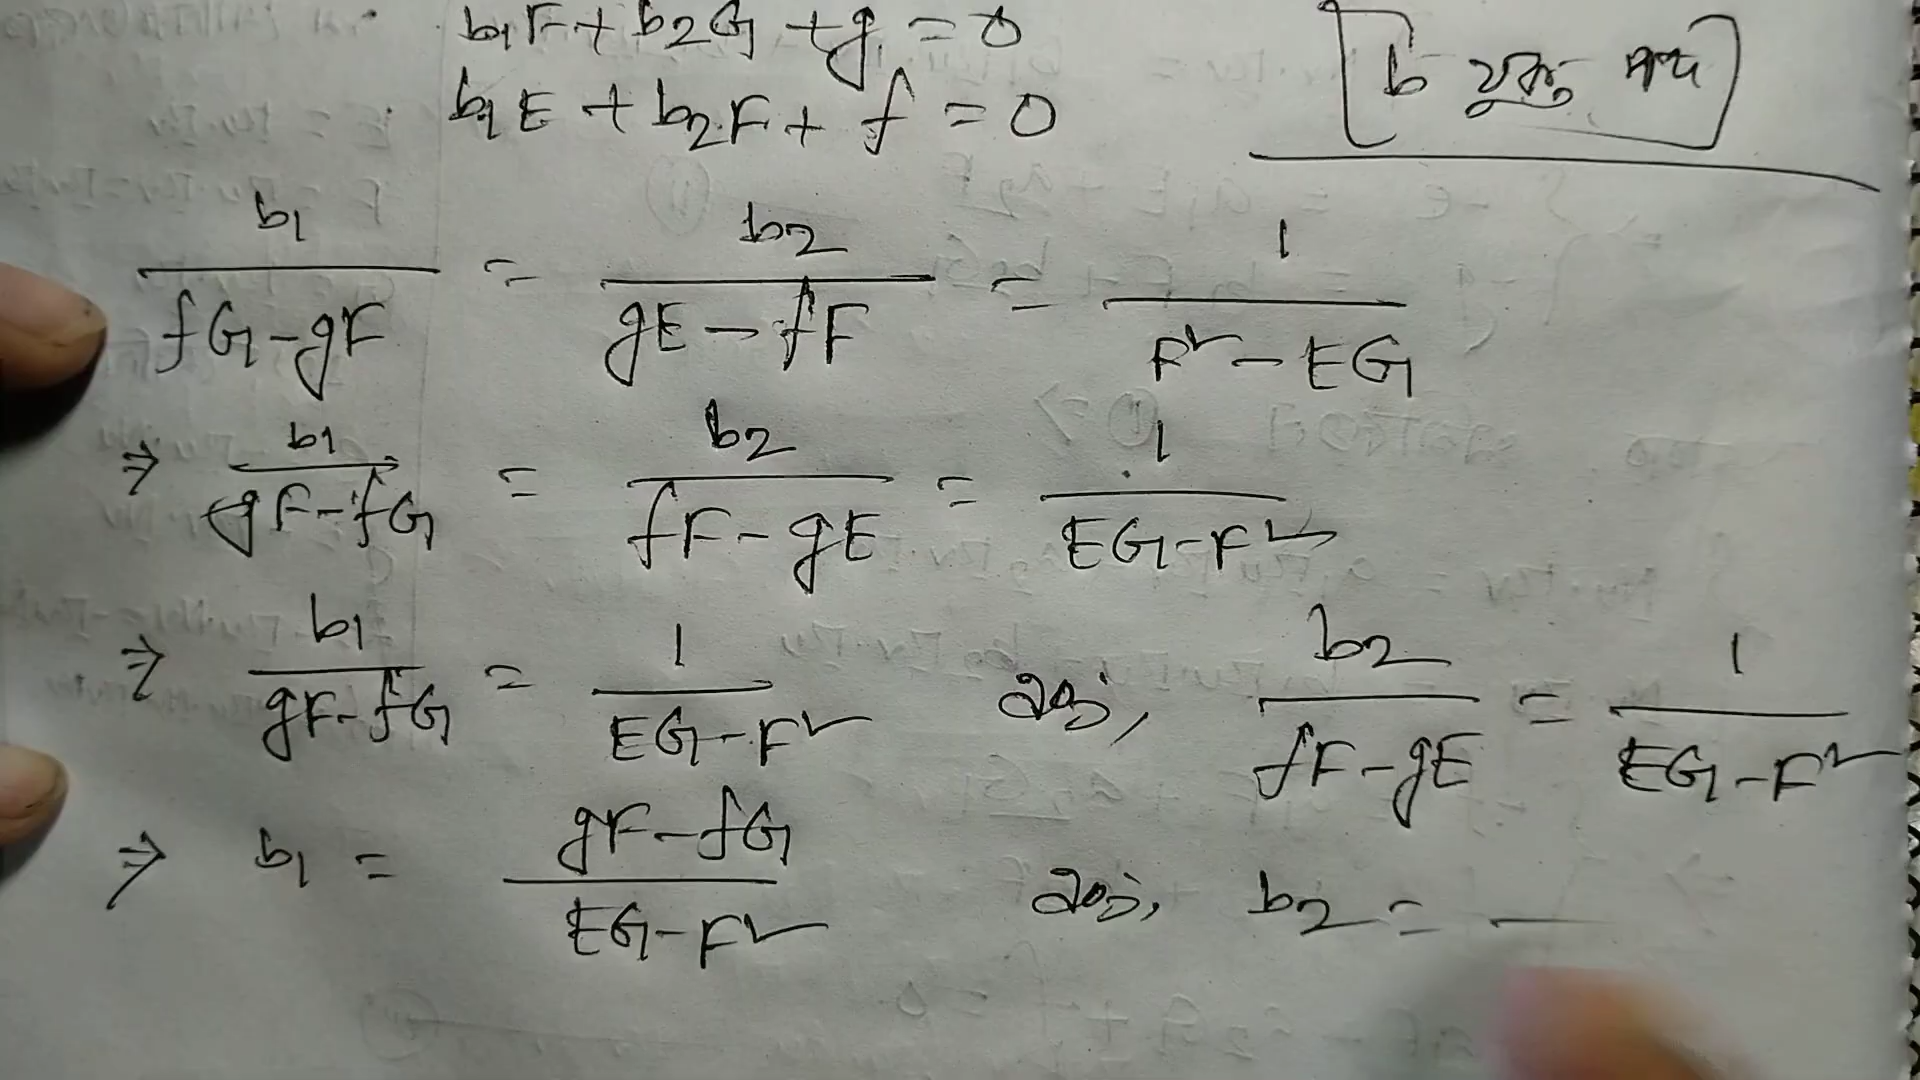 b₁F + b₂G + g = 0
[b যুক্ত পদ]
b₁E + b₂F + f = 0
b₁/(fG - gF) = b₂/(gE - fF) = 1/(F² - EG)
⇒ b₁/(gF - fG) = b₂/(fF - gE) = 1/(EG - F²)
⇒ b₁/(gF - fG) = 1/(EG - F²) এবং, b₂/(fF - gE) = 1/(EG - F²)
⇒ b₁ = (gF - fG)/(EG - F²) এবং, b₂ =